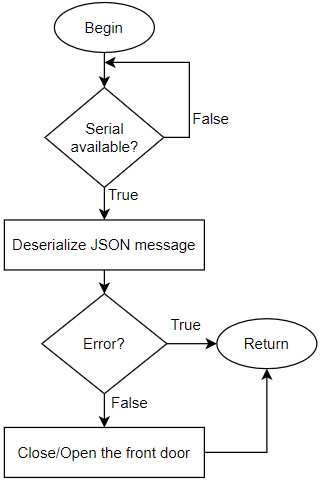 Begin
Serial
available?
False
True
Deserialize JSON message
Error?
True
Return
False
Close/Open the front door